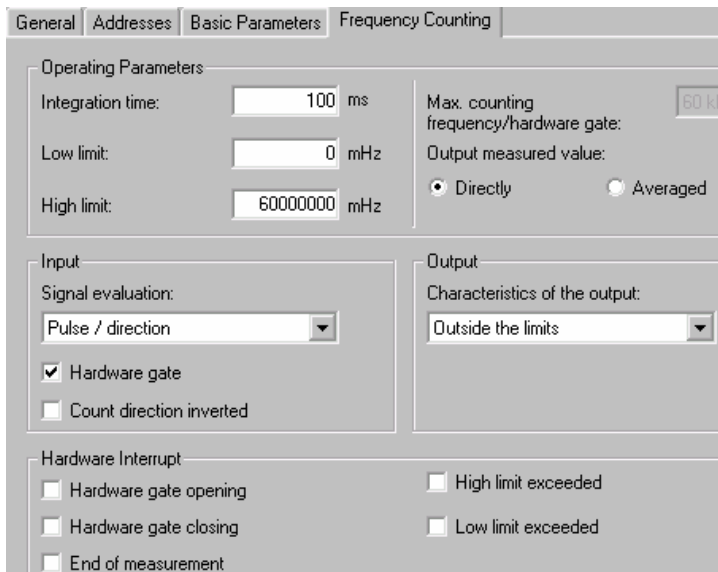 General Addresses Basic Parameters Frequency Counting
Operating Parameters
Integration time: 100 ms
Low limit: 0 mHz
High limit: 60000000 mHz
Max. counting
frequency/hardware gate: 60
Output measured value:
Directly Averaged
Input
Signal evaluation:
Pulse / direction
Hardware gate
Count direction inverted
Output
Characteristics of the output:
Outside the limits
Hardware Interrupt
Hardware gate opening
Hardware gate closing
End of measurement
High limit exceeded
Low limit exceeded